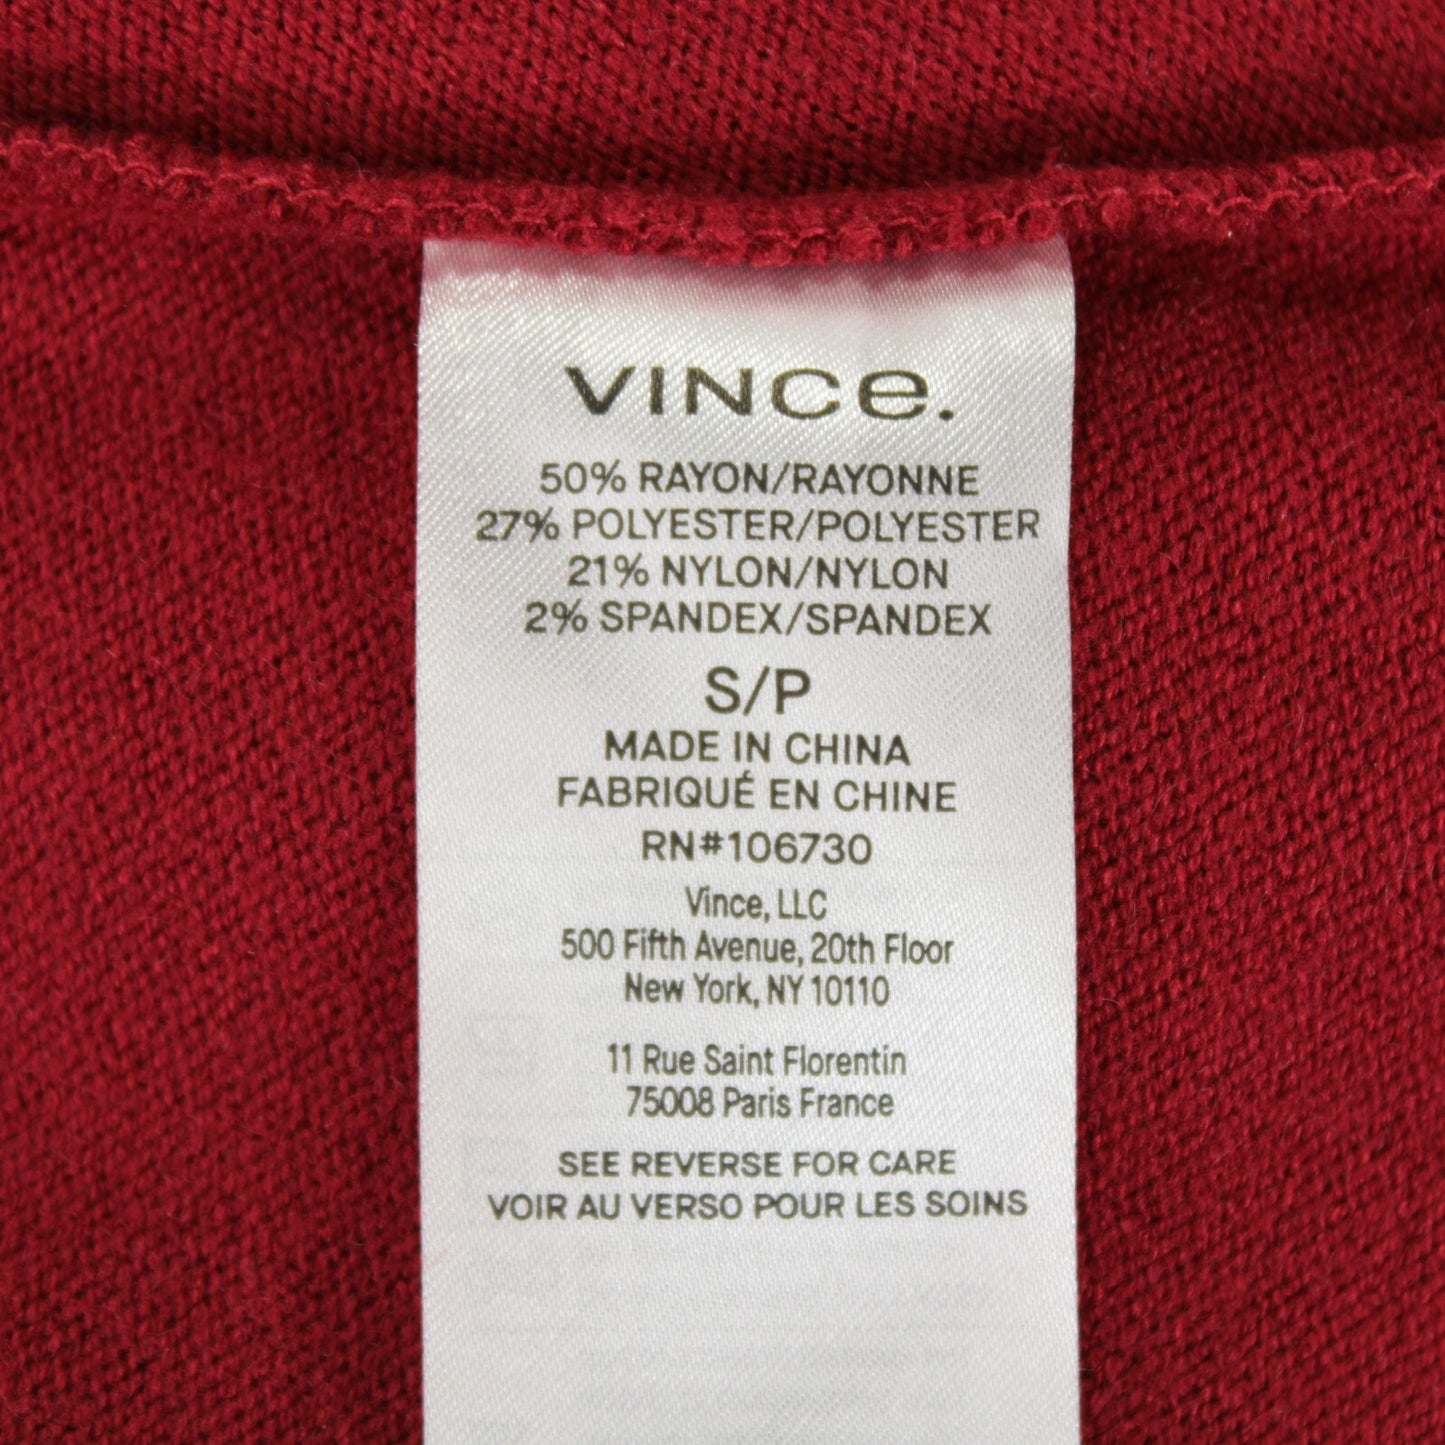 VINCe.
50% RAYON/RAYONNE
27% POLYESTER/POLYESTER
21% NYLON/NYLON
2% SPANDEX/SPANDEX
S/P
MADE IN CHINA
FABRIQUÉ EN CHINE
RN#106730
Vince, LLC
500 Fifth Avenue, 20th Floor
New York, NY 10110
11 Rue Saint Florentin
75008 Paris France
SEE REVERSE FOR CARE
VOIR AU VERSO POUR LES SOINS